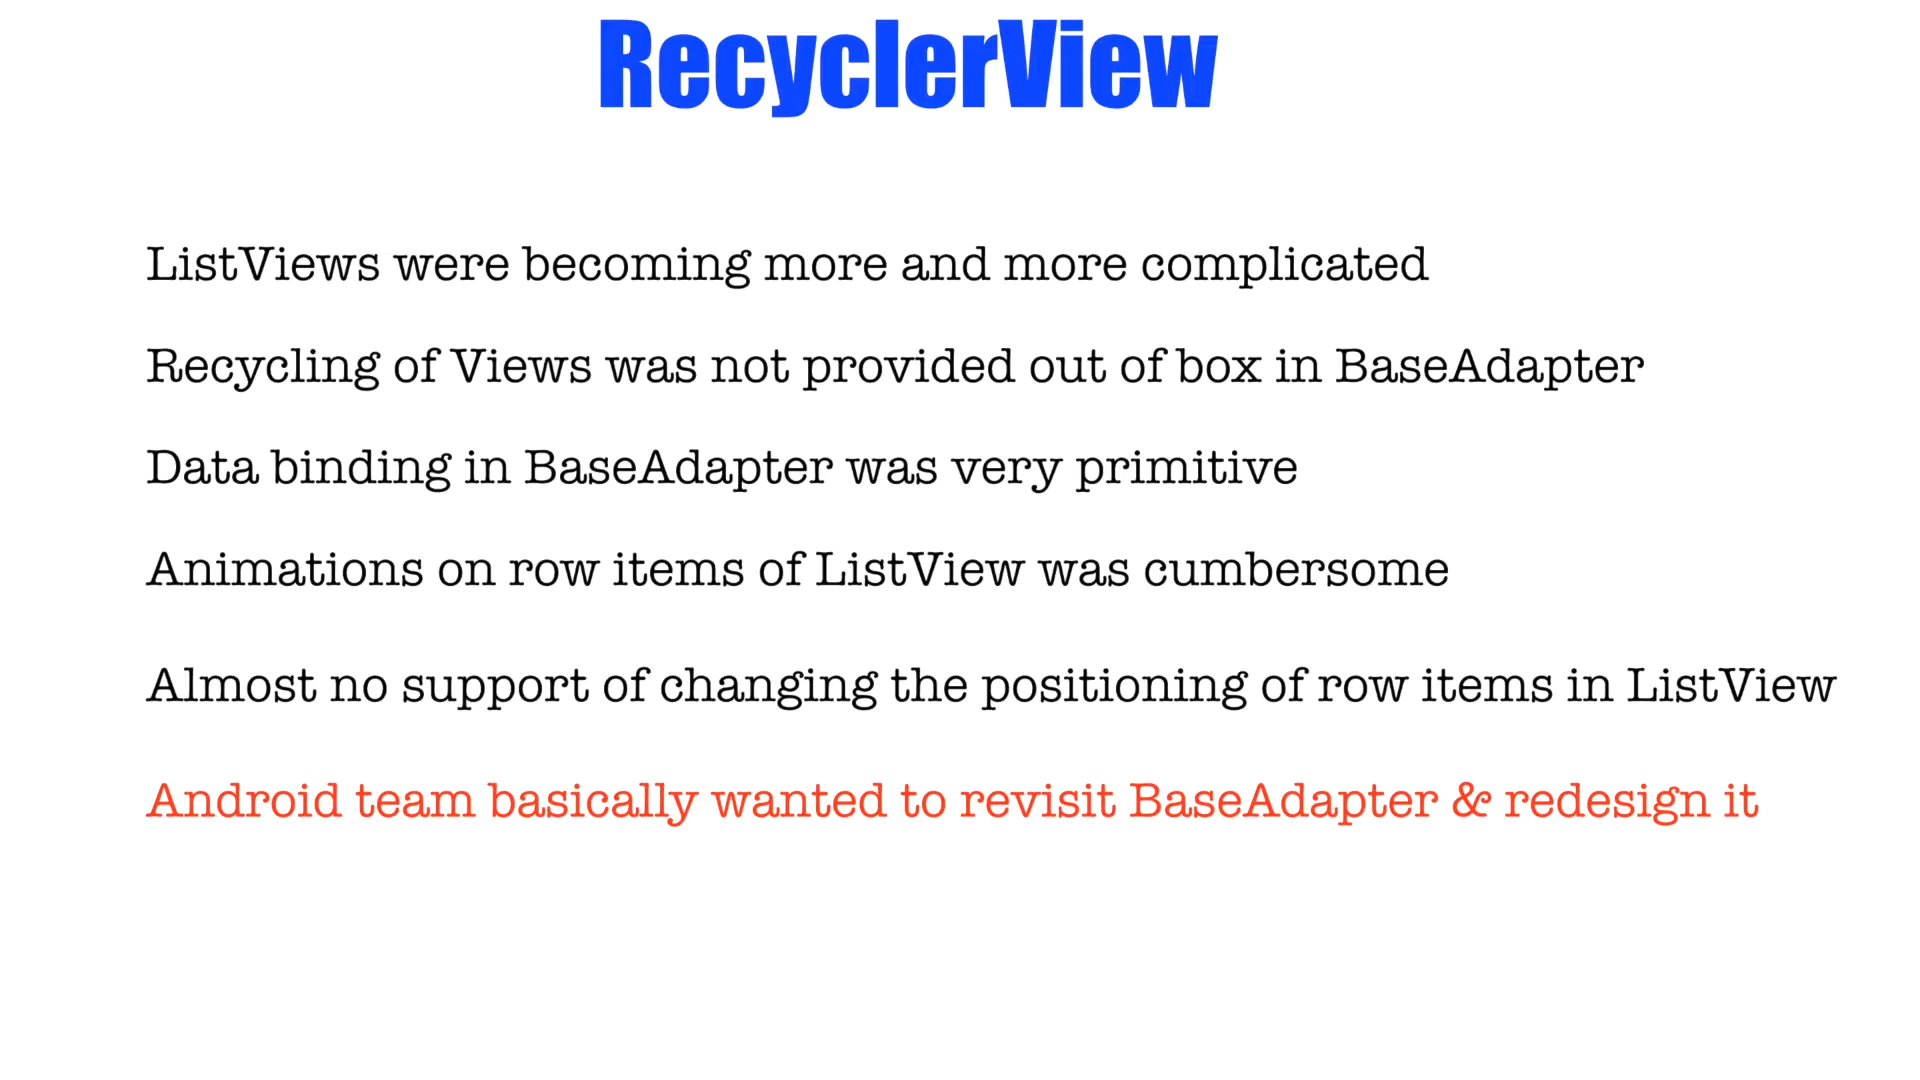 RecyclerView
ListViews were becoming more and more complicated
Recycling of Views was not provided out of box in BaseAdapter
Data binding in BaseAdapter was very primitive
Animations on row items of ListView was cumbersome
Almost no support of changing the positioning of row items in ListView
Android team basically wanted to revisit BaseAdapter & redesign it